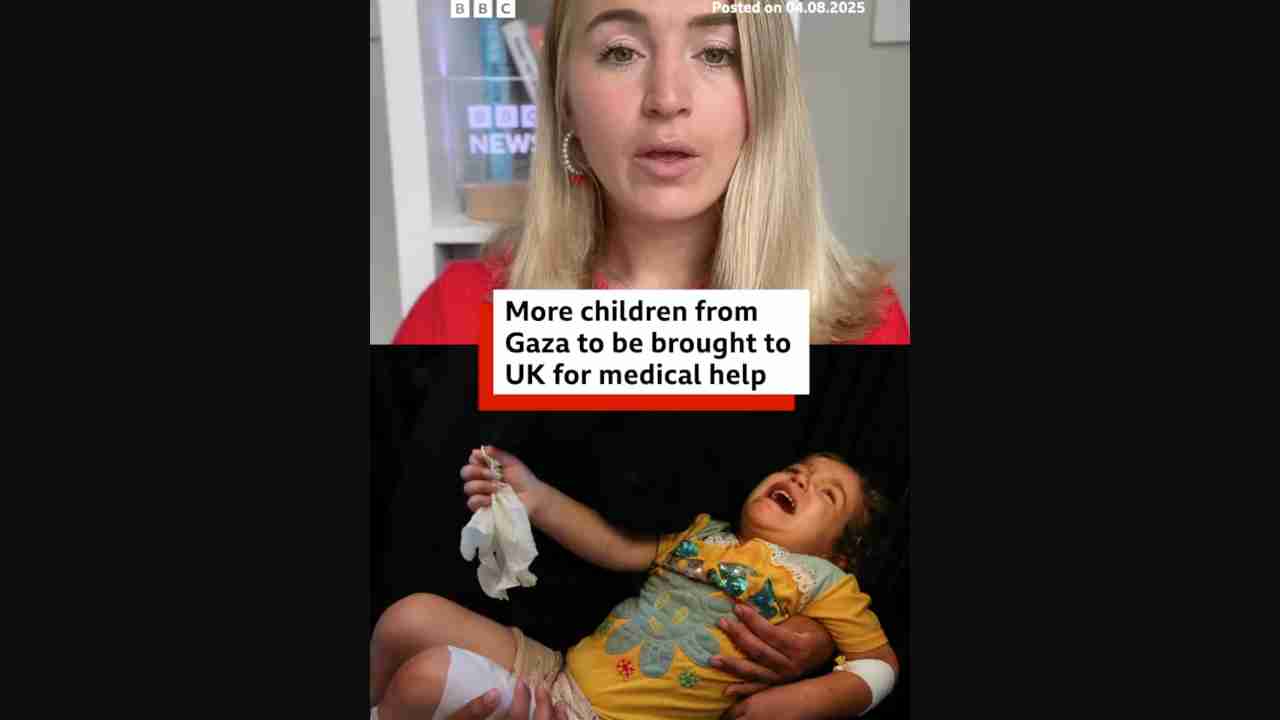 BBC
Posted on 04.08.2025
BBC
NEWS
More children from
Gaza to be brought to
UK for medical help